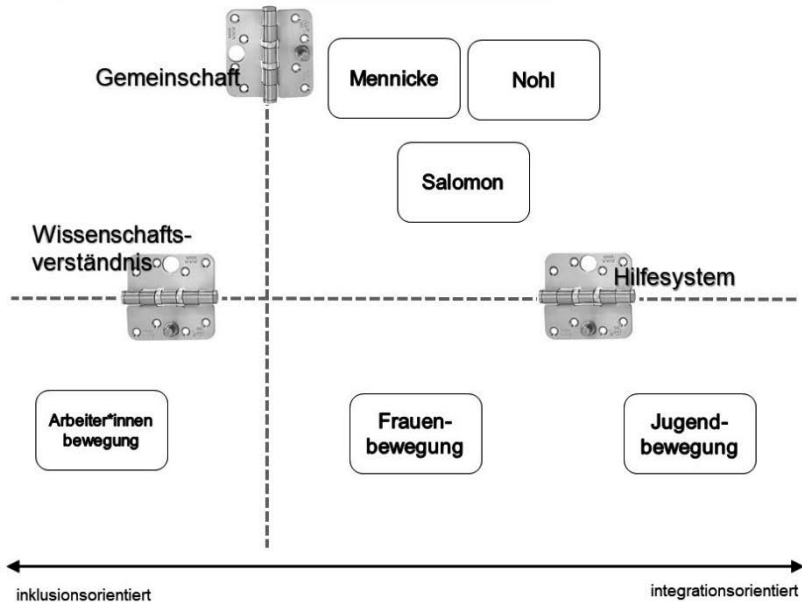 Gemeinschaft
Mennicke
Nohl
Salomon
Wissenschafts-
verständnis
Hilfesystem
Arbeiter*innen
bewegung
Frauen-
bewegung
Jugend-
bewegung
inklusionsorientiert
integrationsorientiert